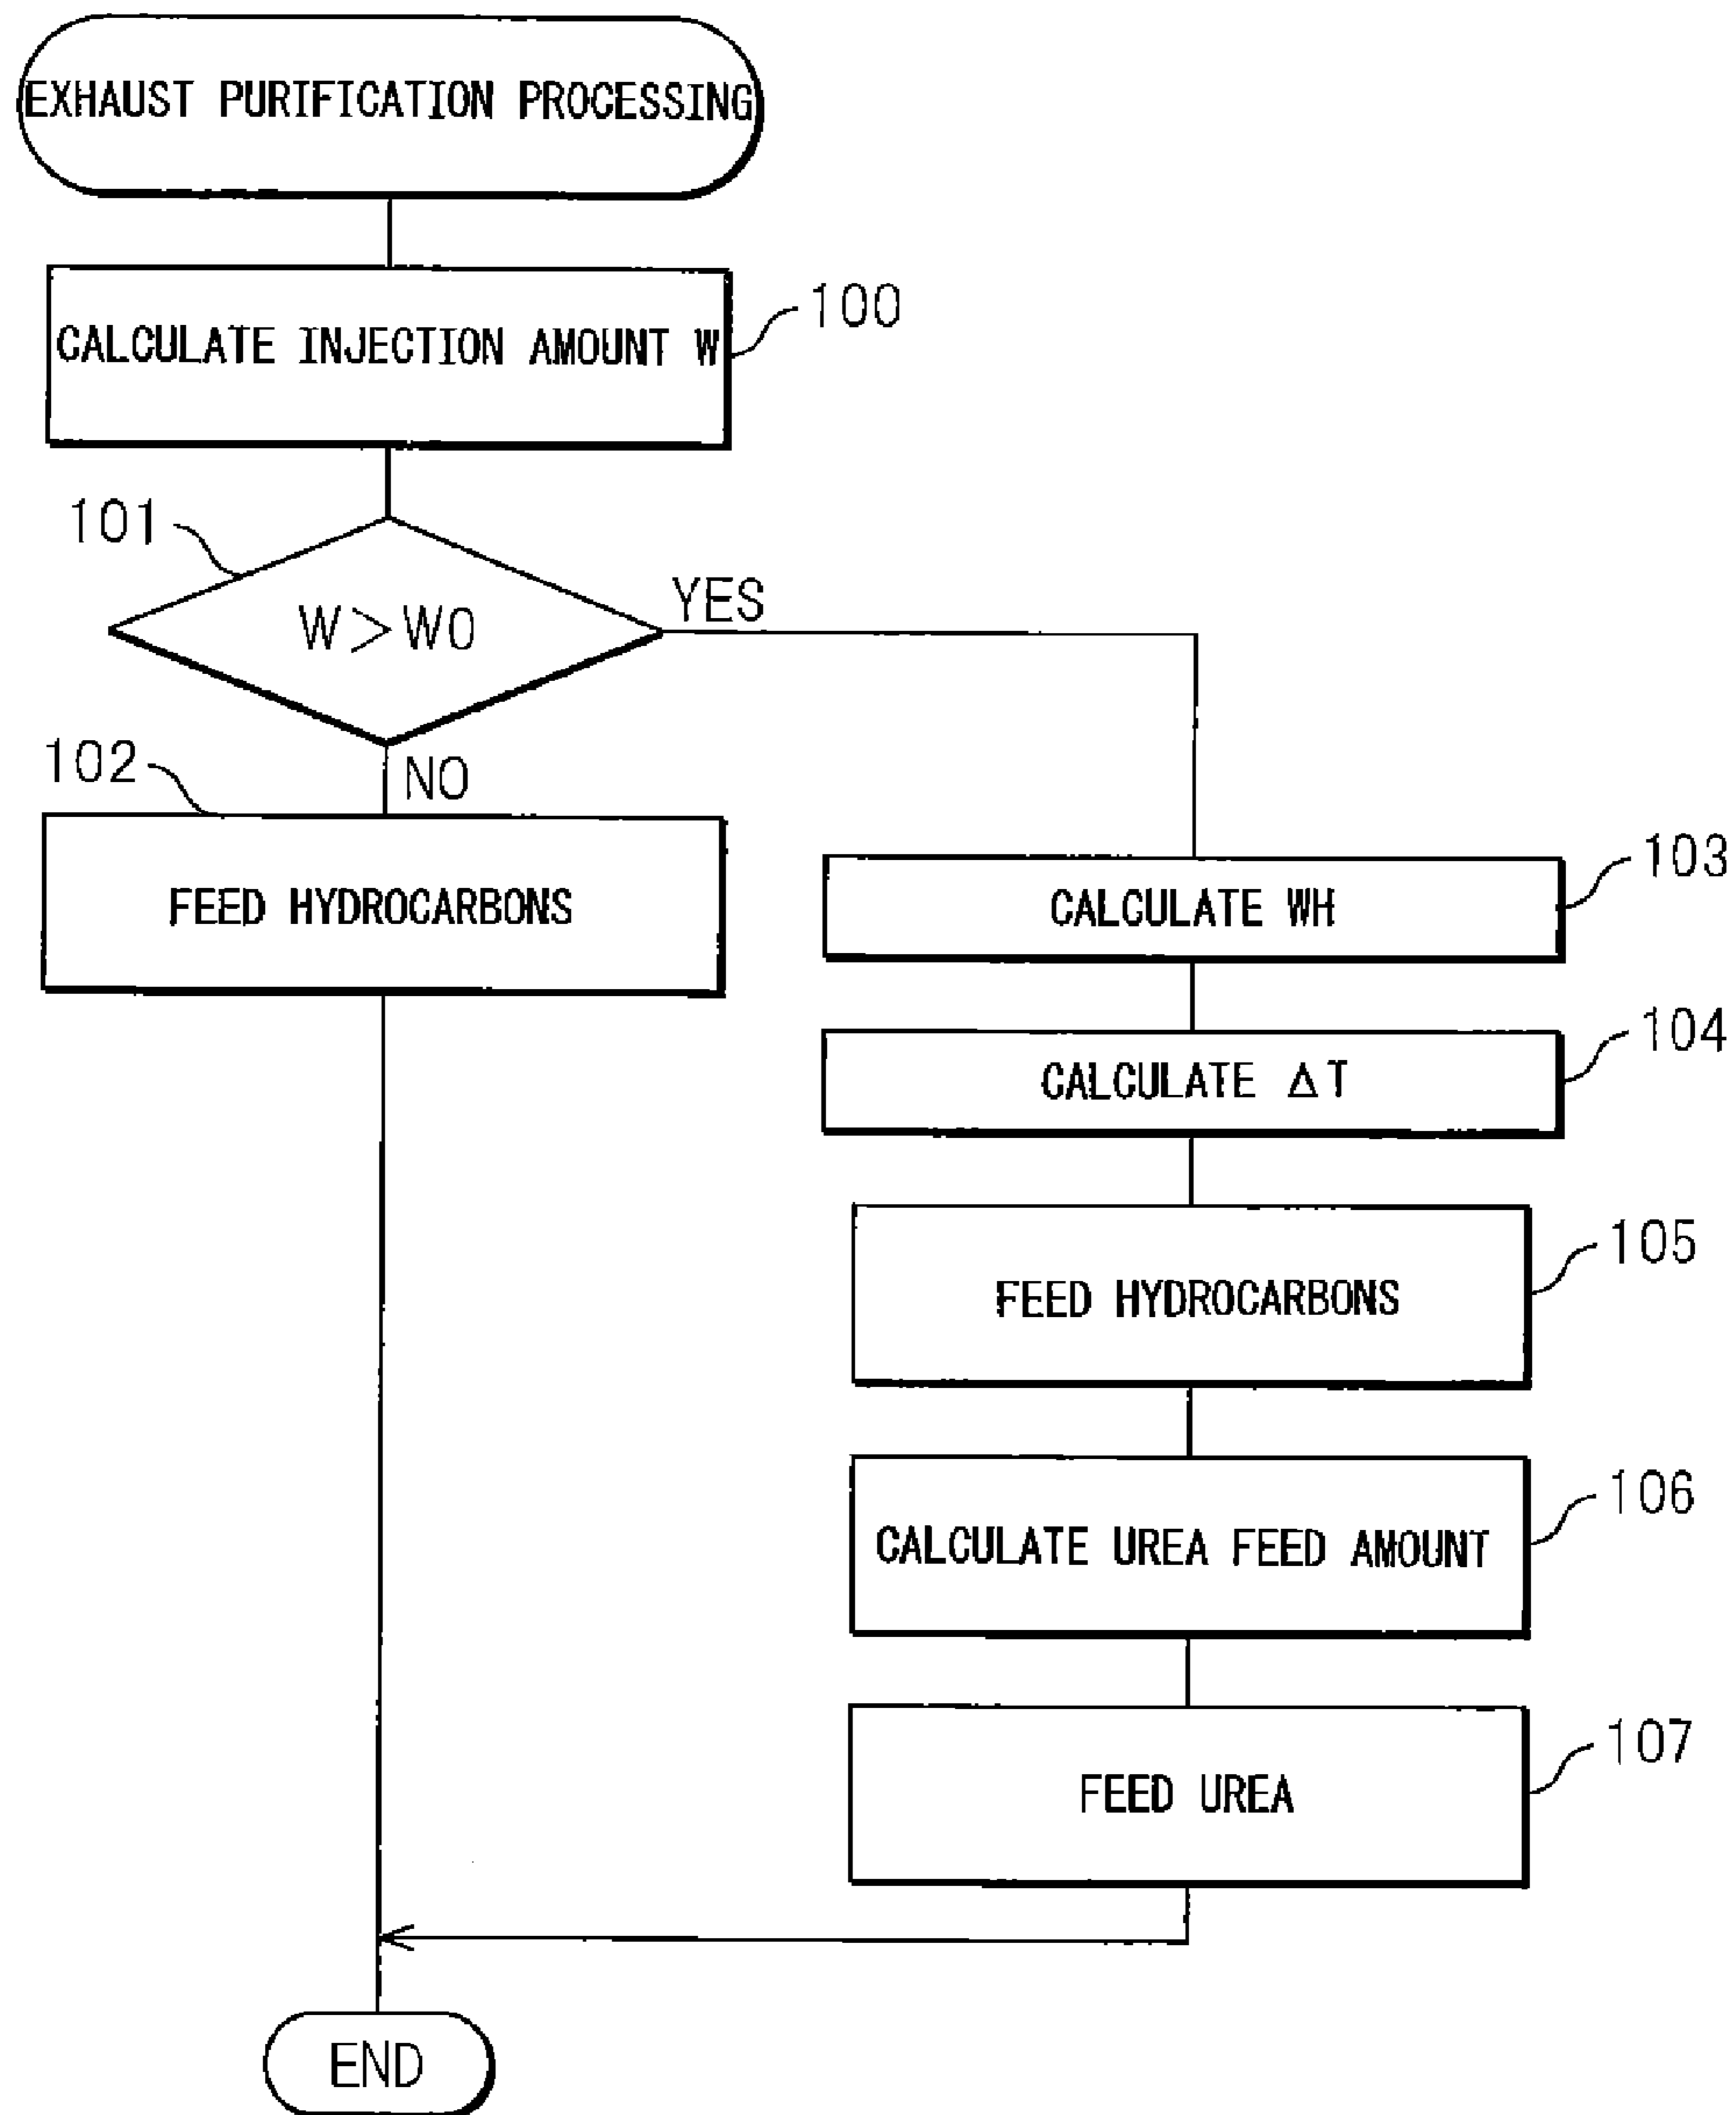 EXHAUST PURIFICATION PROCESSING
CALCULATE INJECTION AMOUNT W
100
101
W>W0
YES
NO
102
FEED HYDROCARBONS
CALCULATE WH
103
CALCULATE ΔT
104
FEED HYDROCARBONS
105
CALCULATE UREA FEED AMOUNT
106
FEED UREA
107
END